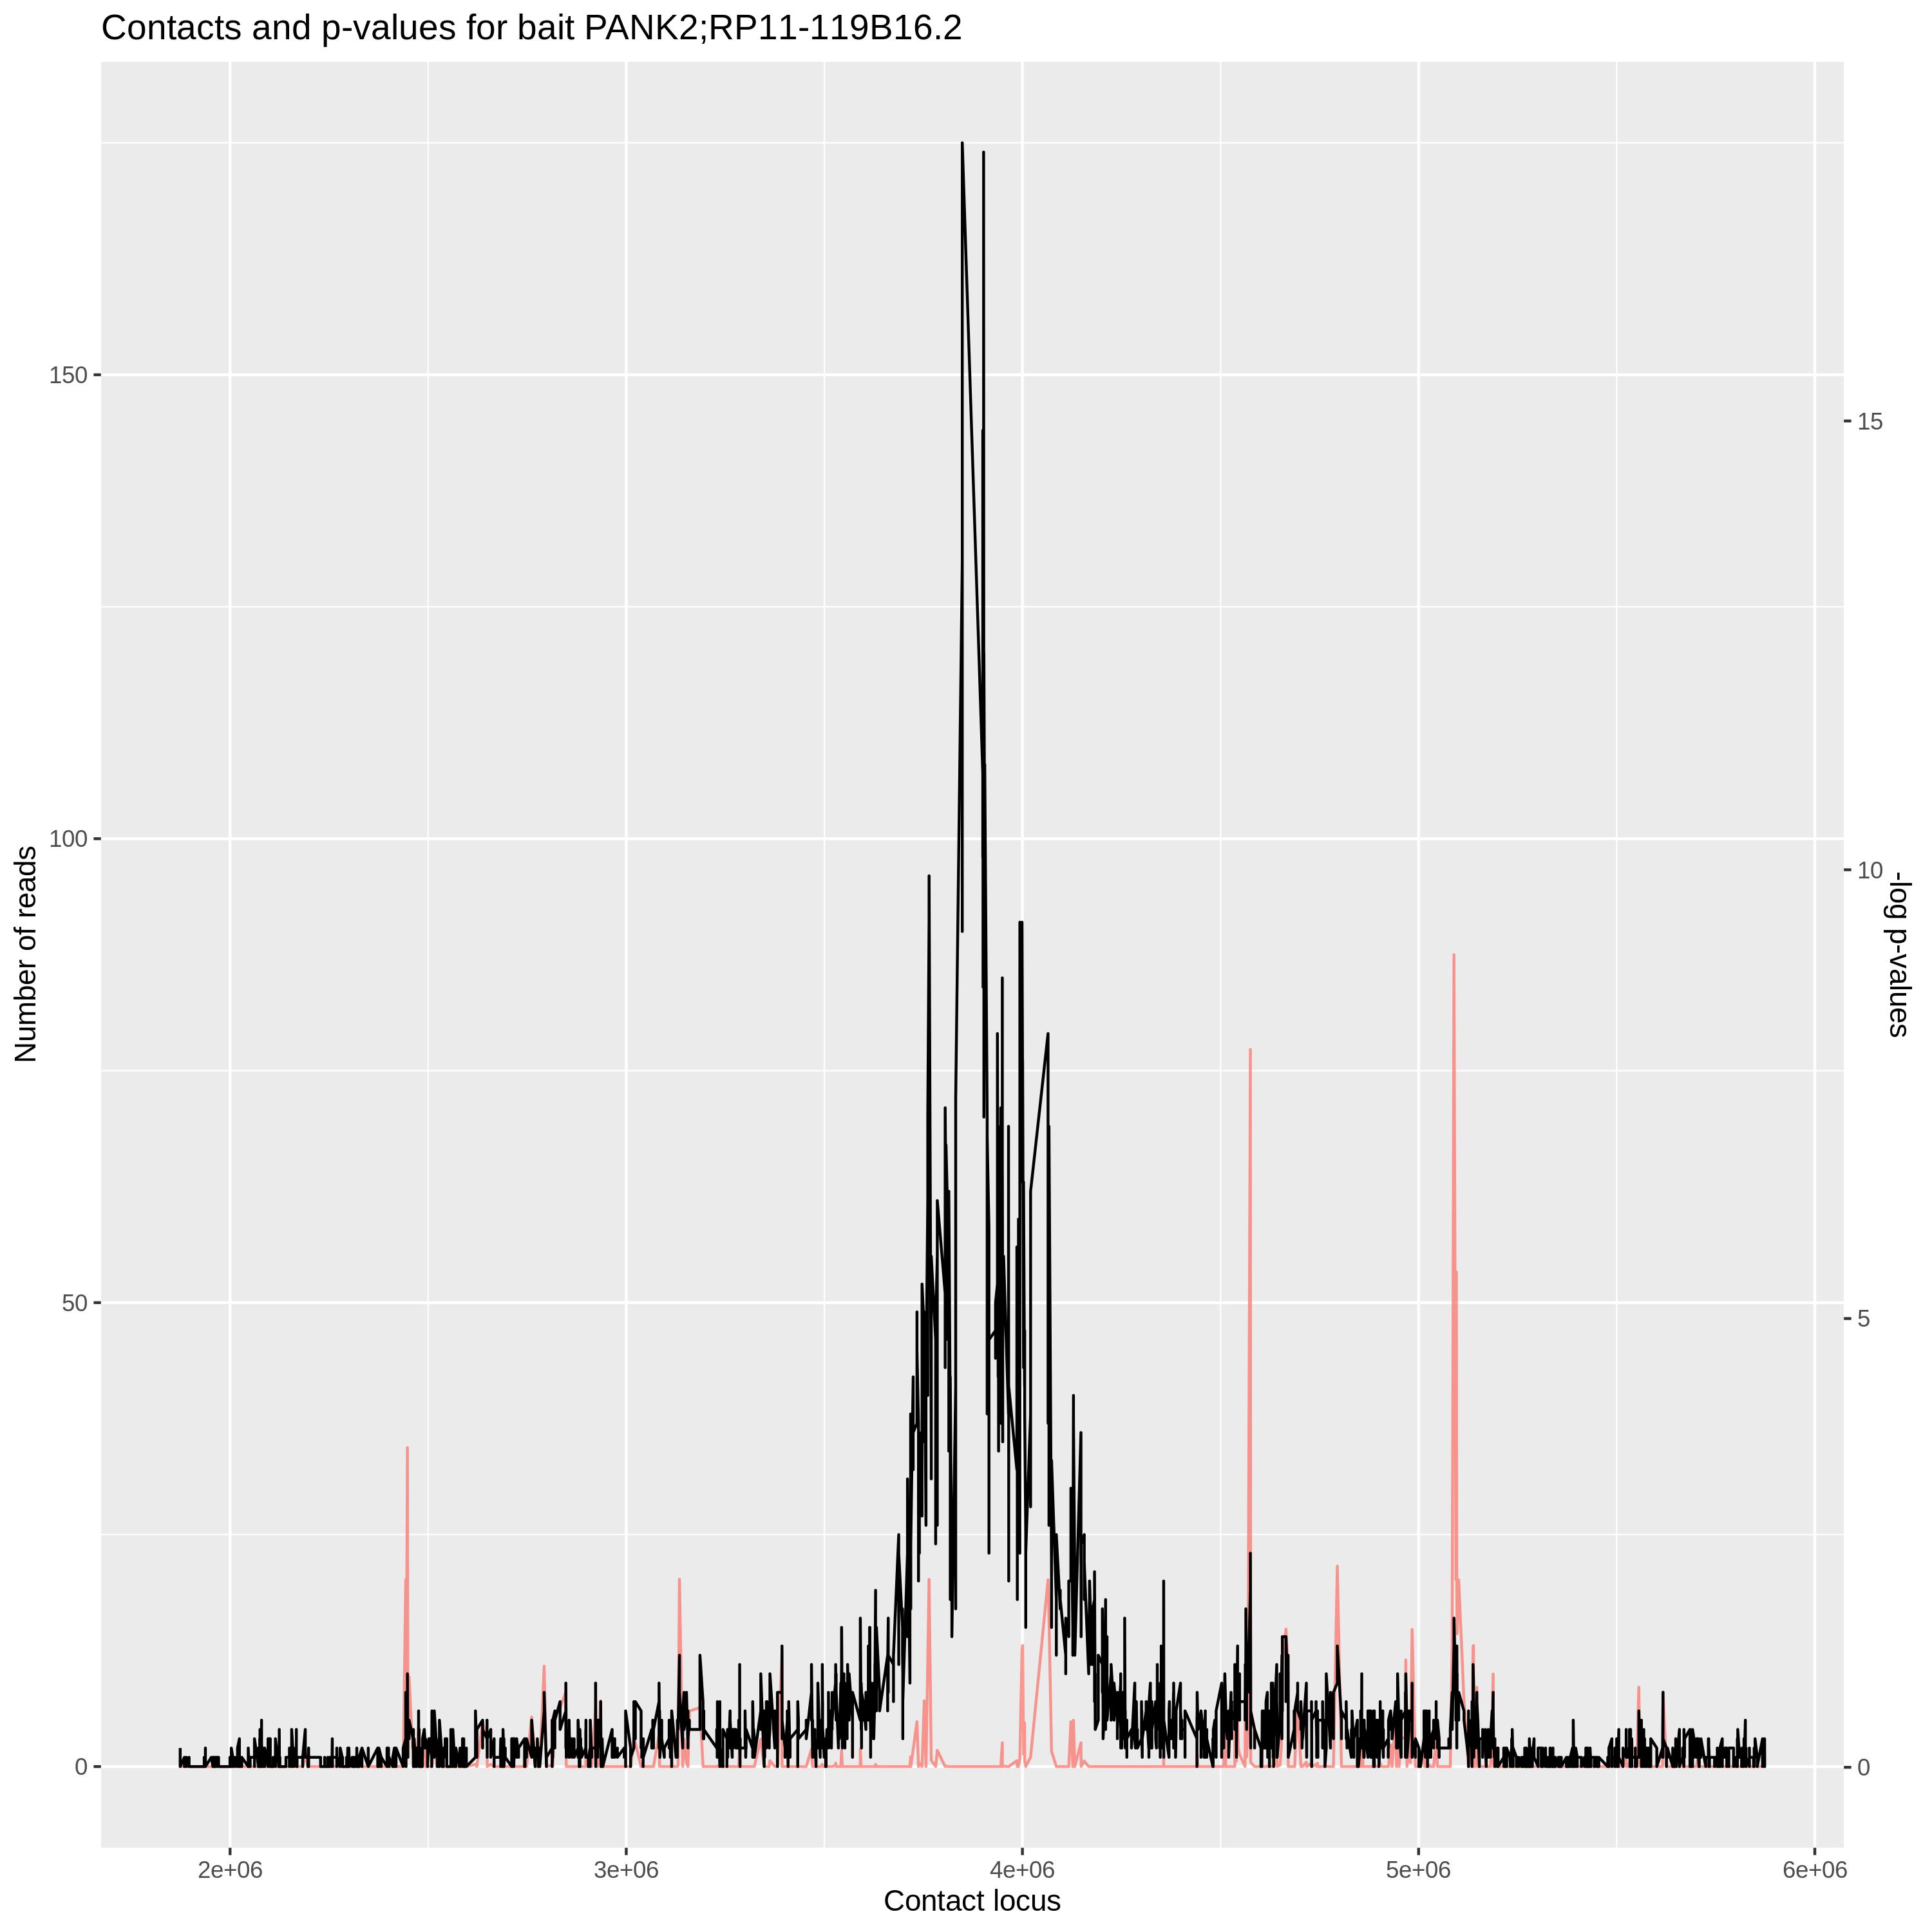 Contacts and p-values for bait PANK2;RP11-119B16.2
150
100
50
0
15
10
5
0
Number of reads
-log p-values
2e+06
3e+06
4e+06
5e+06
6e+06
Contact locus